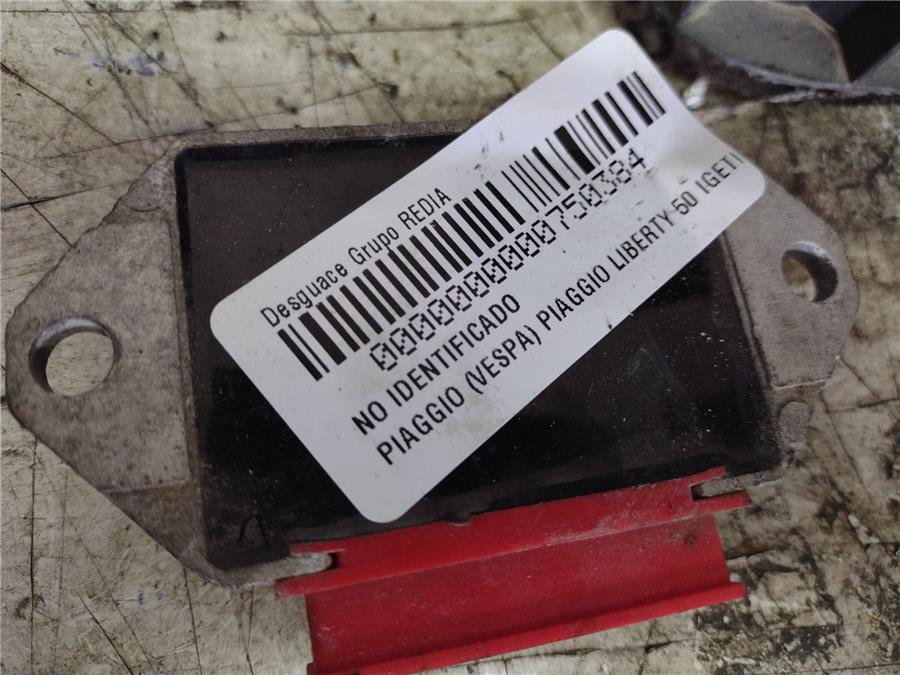 Desguace Grupo REDIA
0000000000750384
NO IDENTIFICADO
PIAGGIO (VESPA) PIAGGIO LIBERTY 50 IGET